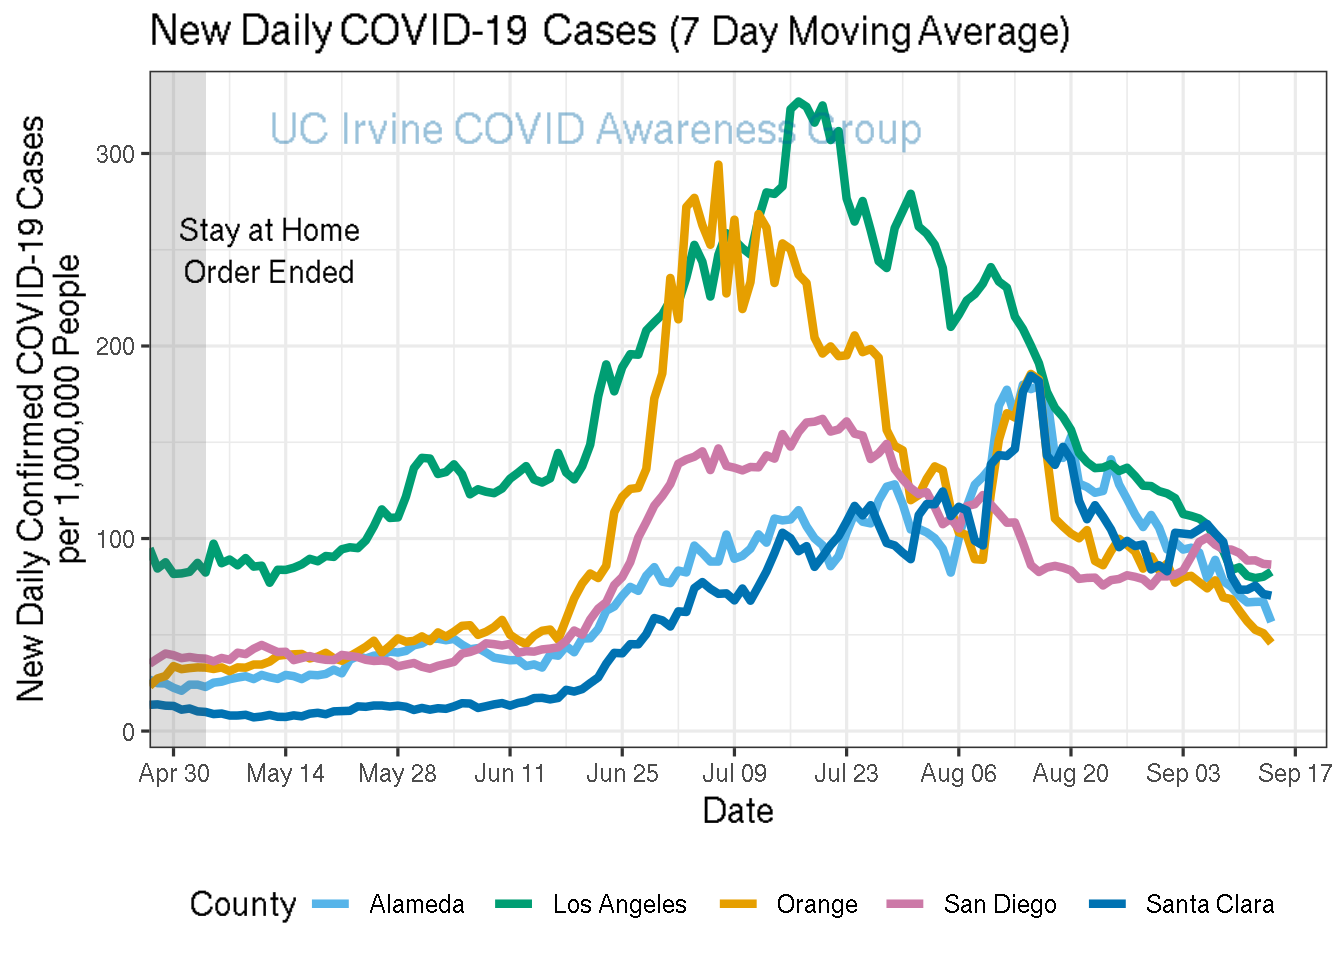 New Daily COVID-19 Cases (7 Day Moving Average)
UC Irvine COVID Awareness Group
Stay at Home
Order Ended
New Daily Confirmed COVID-19 Cases
per 1,000,000 People
300
200
100
0
Apr 30 May 14 May 28 Jun 11 Jun 25 Jul 09 Jul 23 Aug 06 Aug 20 Sep 03 Sep 17
Date
County Alameda Los Angeles Orange San Diego Santa Clara